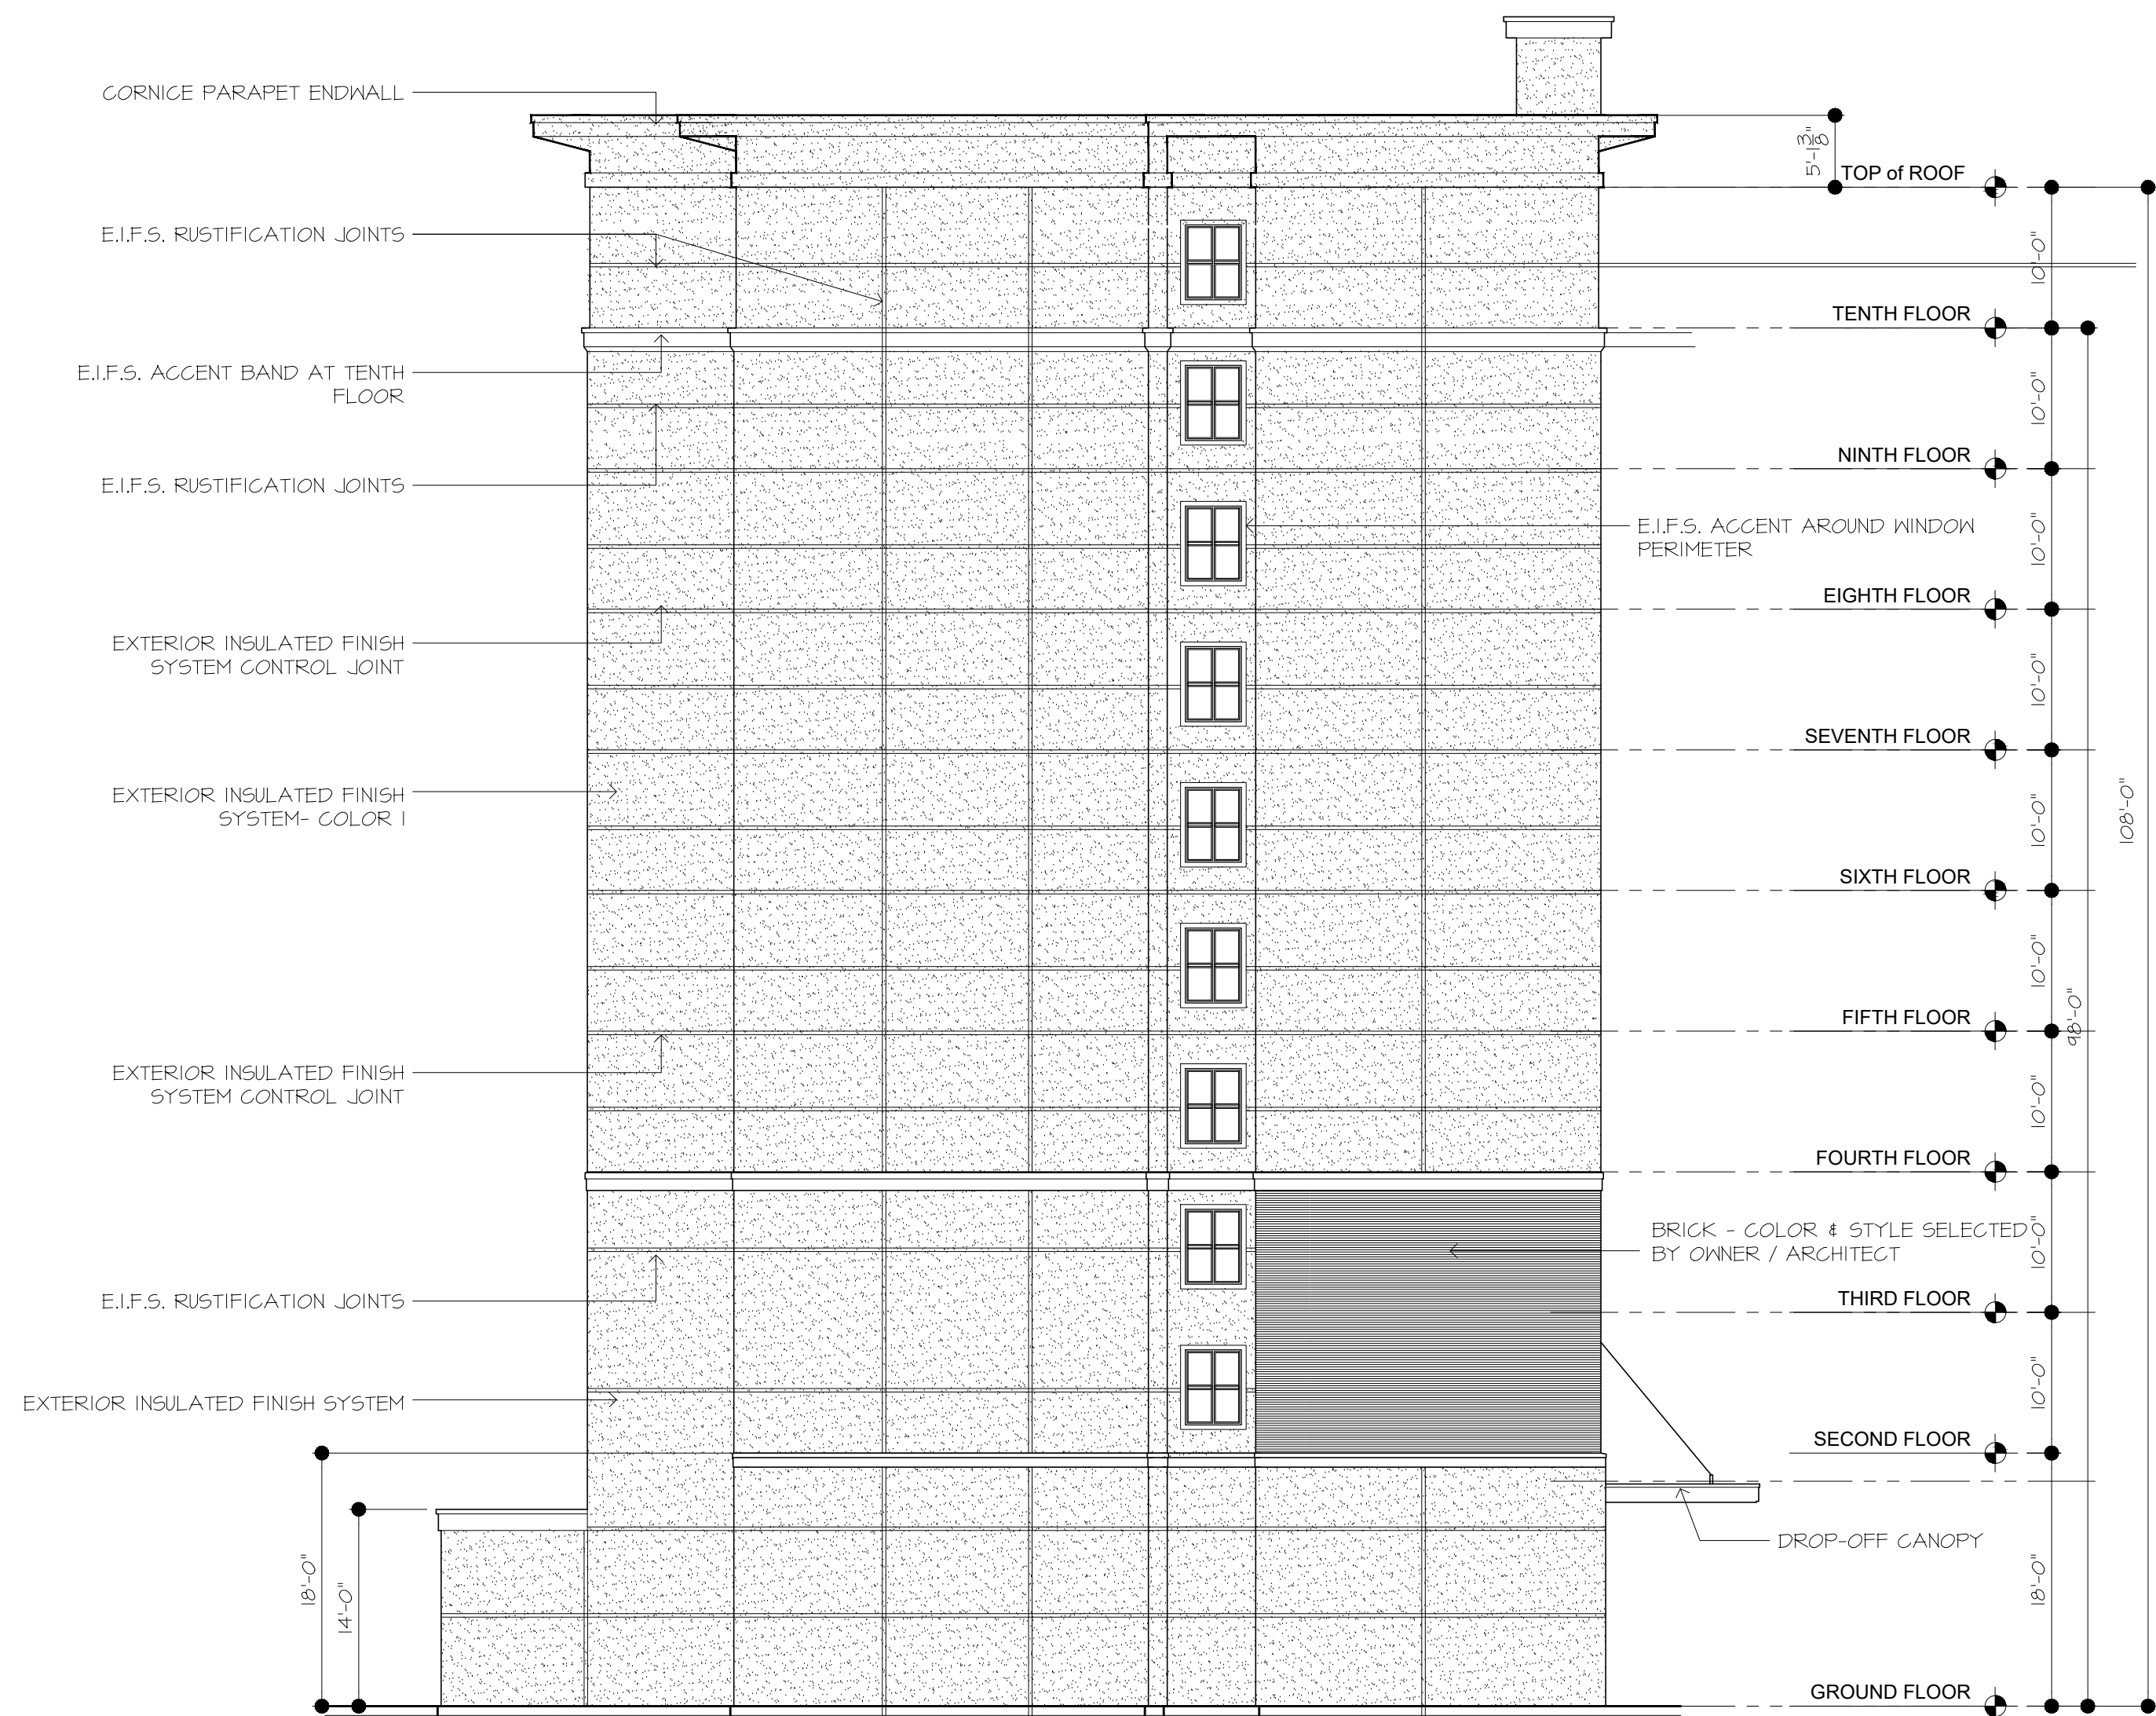 CORNICE PARAPET ENDWALL
5'-1 3/8"
TOP of ROOF
E.I.F.S. RUSTIFICATION JOINTS
10'-0"
TENTH FLOOR
E.I.F.S. ACCENT BAND AT TENTH
FLOOR
10'-0"
NINTH FLOOR
E.I.F.S. RUSTIFICATION JOINTS
E.I.F.S. ACCENT AROUND WINDOW
PERIMETER
10'-0"
EIGHTH FLOOR
EXTERIOR INSULATED FINISH
SYSTEM CONTROL JOINT
10'-0"
SEVENTH FLOOR
EXTERIOR INSULATED FINISH
SYSTEM- COLOR 1
10'-0"
108'-0"
SIXTH FLOOR
10'-0"
FIFTH FLOOR
98'-0"
EXTERIOR INSULATED FINISH
SYSTEM CONTROL JOINT
10'-0"
FOURTH FLOOR
BRICK - COLOR & STYLE SELECTED
BY OWNER / ARCHITECT
10'-0"
E.I.F.S. RUSTIFICATION JOINTS
THIRD FLOOR
10'-0"
EXTERIOR INSULATED FINISH SYSTEM
SECOND FLOOR
DROP-OFF CANOPY
18'-0"
14'-0"
18'-0"
GROUND FLOOR